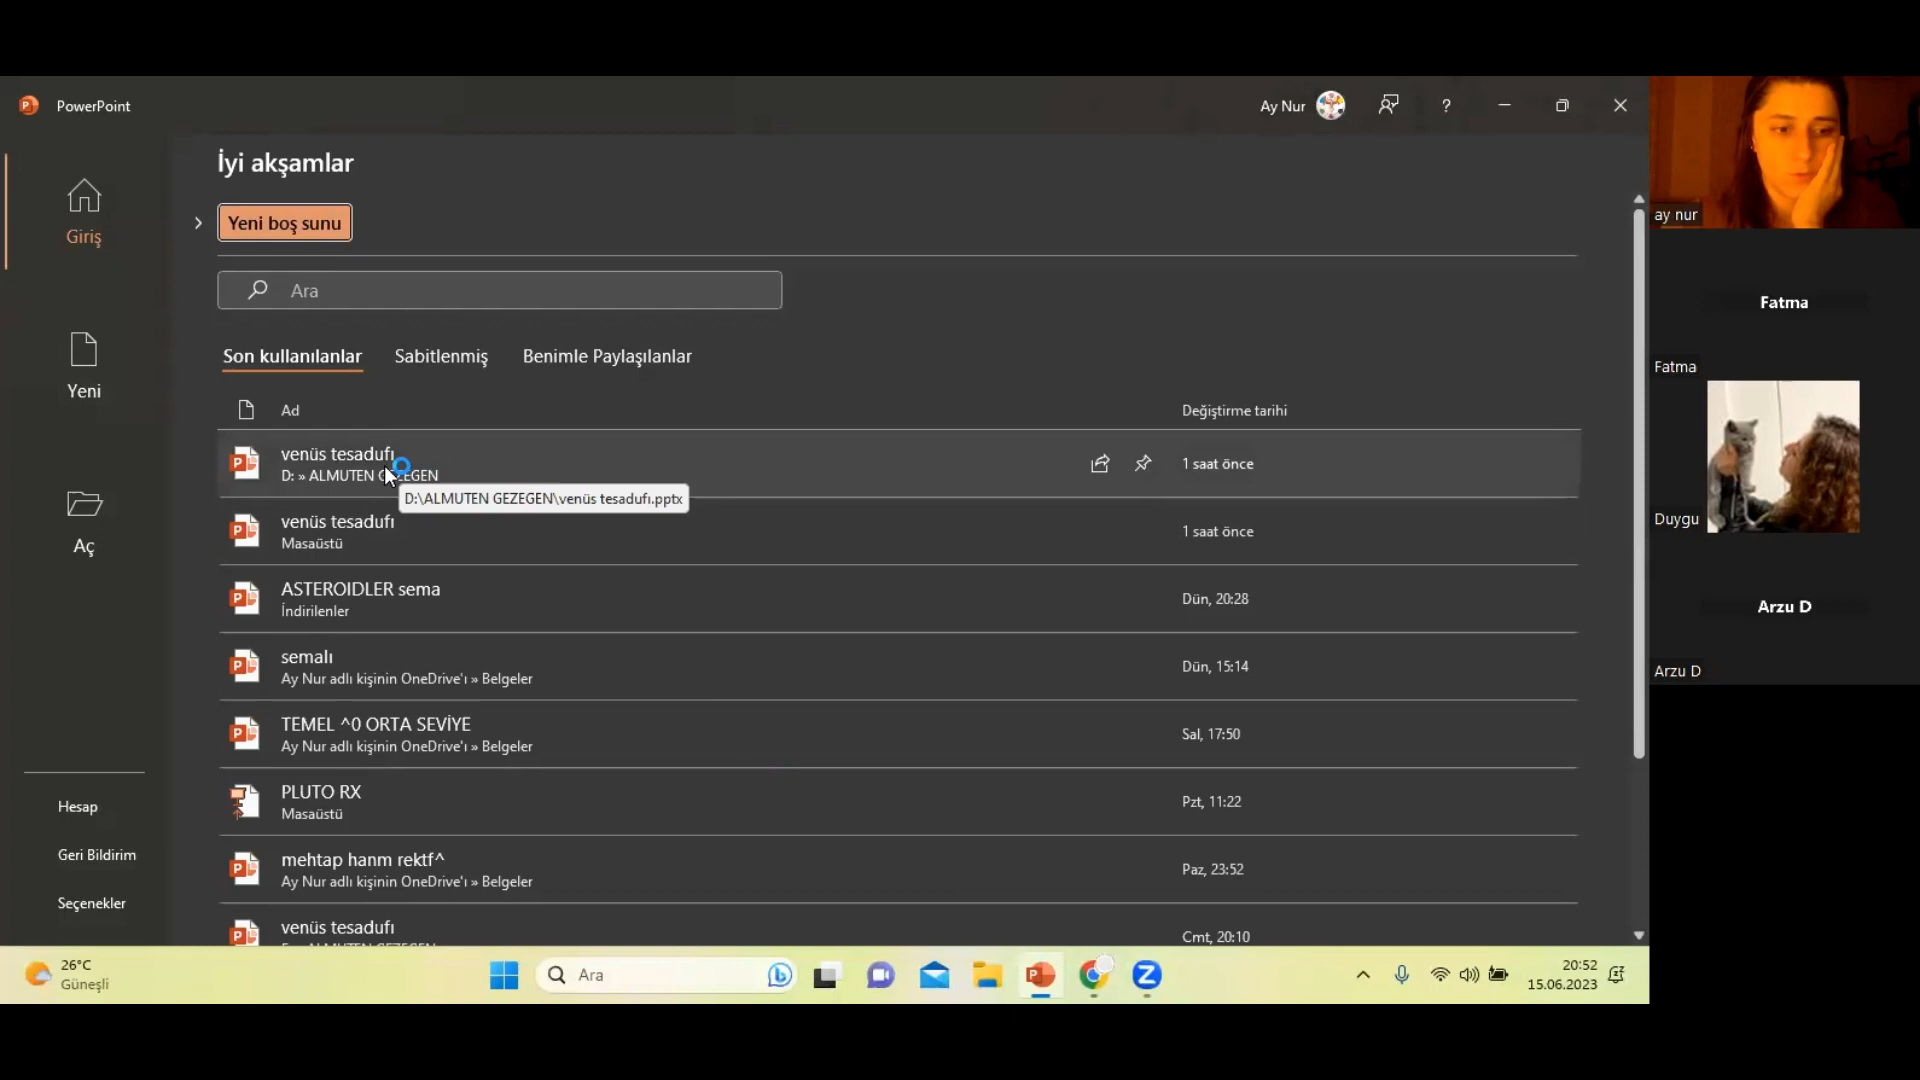 PowerPoint
Ay Nur
?
İyi akşamlar
Giriş
Yeni boş sunu
Ara
Yeni
Son kullanılanlar
Sabitlenmiş
Benimle Paylaşılanlar
Ad
Değiştirme tarihi
venüs tesadufı
D: » ALMUTEN GEZEGEN
1 saat önce
D:\ALMUTEN GEZEGEN\venüs tesadufı.pptx
venüs tesadufı
Masaüstü
1 saat önce
Aç
ASTEROIDLER sema
İndirilenler
Dün, 20:28
semalı
Ay Nur adlı kişinin OneDrive'ı » Belgeler
Dün, 15:14
TEMEL ^0 ORTA SEVİYE
Ay Nur adlı kişinin OneDrive'ı » Belgeler
Sal, 17:50
PLUTO RX
Masaüstü
Pzt, 11:22
mehtap hanm rektf^
Ay Nur adlı kişinin OneDrive'ı » Belgeler
Paz, 23:52
venüs tesadufı
Cmt, 20:10
Hesap
Geri Bildirim
Seçenekler
26°C
Güneşli
Ara
20:52
15.06.2023
ay nur
Fatma
Fatma
Duygu
Arzu D
Arzu D